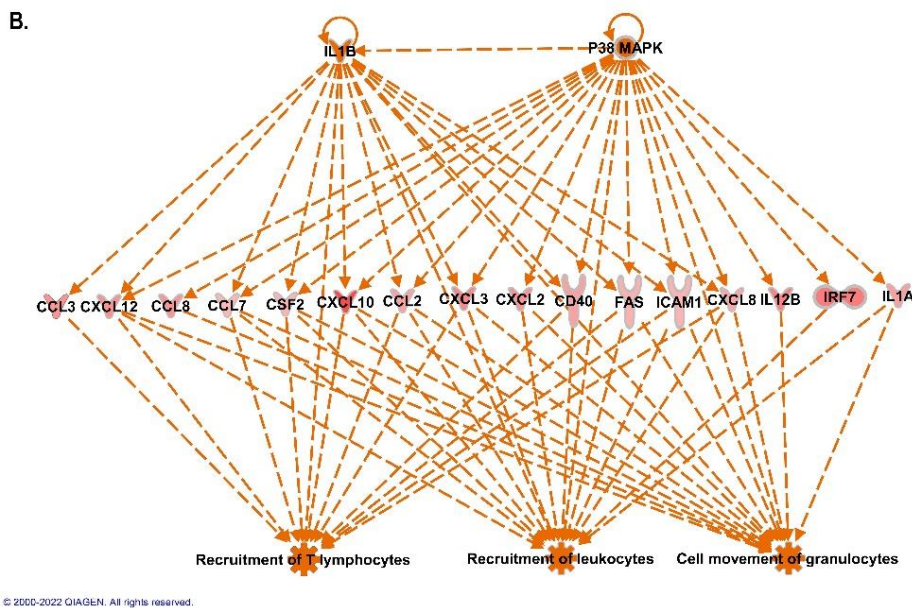 B.
IL1B
P38 MAPK
CCL3 CXCL12 CCL8 CCL7 CSF2 CXCL10 CCL2 CXCL3 CXCL2 CD40 FAS ICAM1 CXCL8 IL12B IRF7 IL1A
Recruitment of T lymphocytes
Recruitment of leukocytes
Cell movement of granulocytes
© 2000-2022 QIAGEN. All rights reserved.